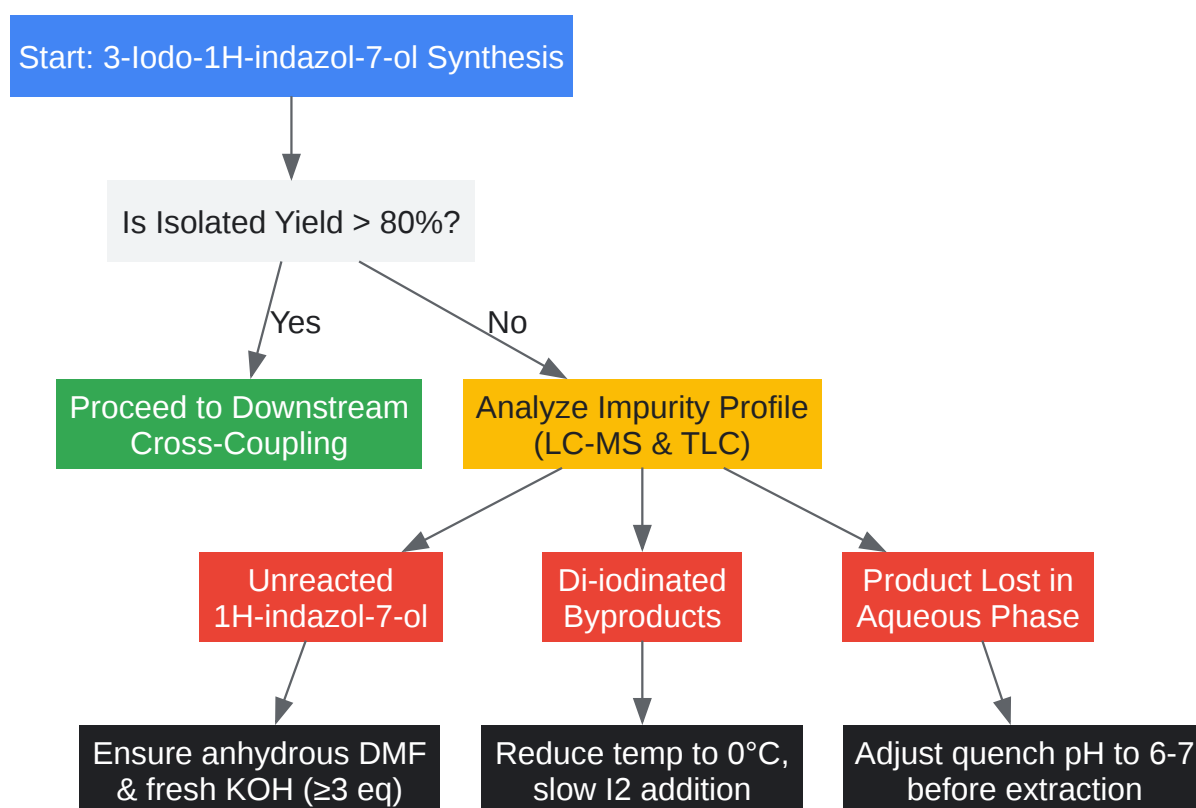 Start: 3-Iodo-1H-indazol-7-ol Synthesis
Is Isolated Yield > 80%?
Yes
No
Proceed to Downstream
Cross-Coupling
Analyze Impurity Profile
(LC-MS & TLC)
Unreacted
1H-indazol-7-ol
Di-iodinated
Byproducts
Product Lost in
Aqueous Phase
Ensure anhydrous DMF
& fresh KOH (≥3 eq)
Reduce temp to 0°C,
slow I2 addition
Adjust quench pH to 6-7
before extraction